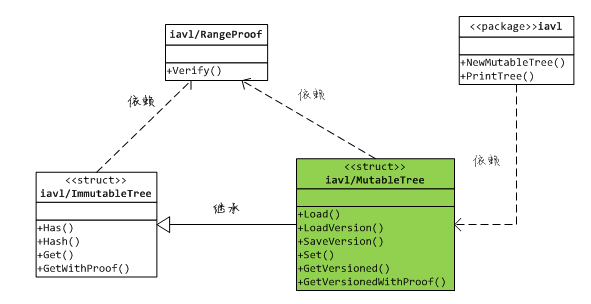 <<package>>iavl
+NewMutableTree()
+PrintTree()
iavl/RangeProof
+Verify()
依赖
依赖
依赖
<<struct>>
iavl/ImmutableTree
+Has()
+Hash()
+Get()
+GetWithProof()
继承
<<struct>>
iavl/MutableTree
+Load()
+LoadVersion()
+SaveVersion()
+Set()
+GetVersioned()
+GetVersionedWithProof()